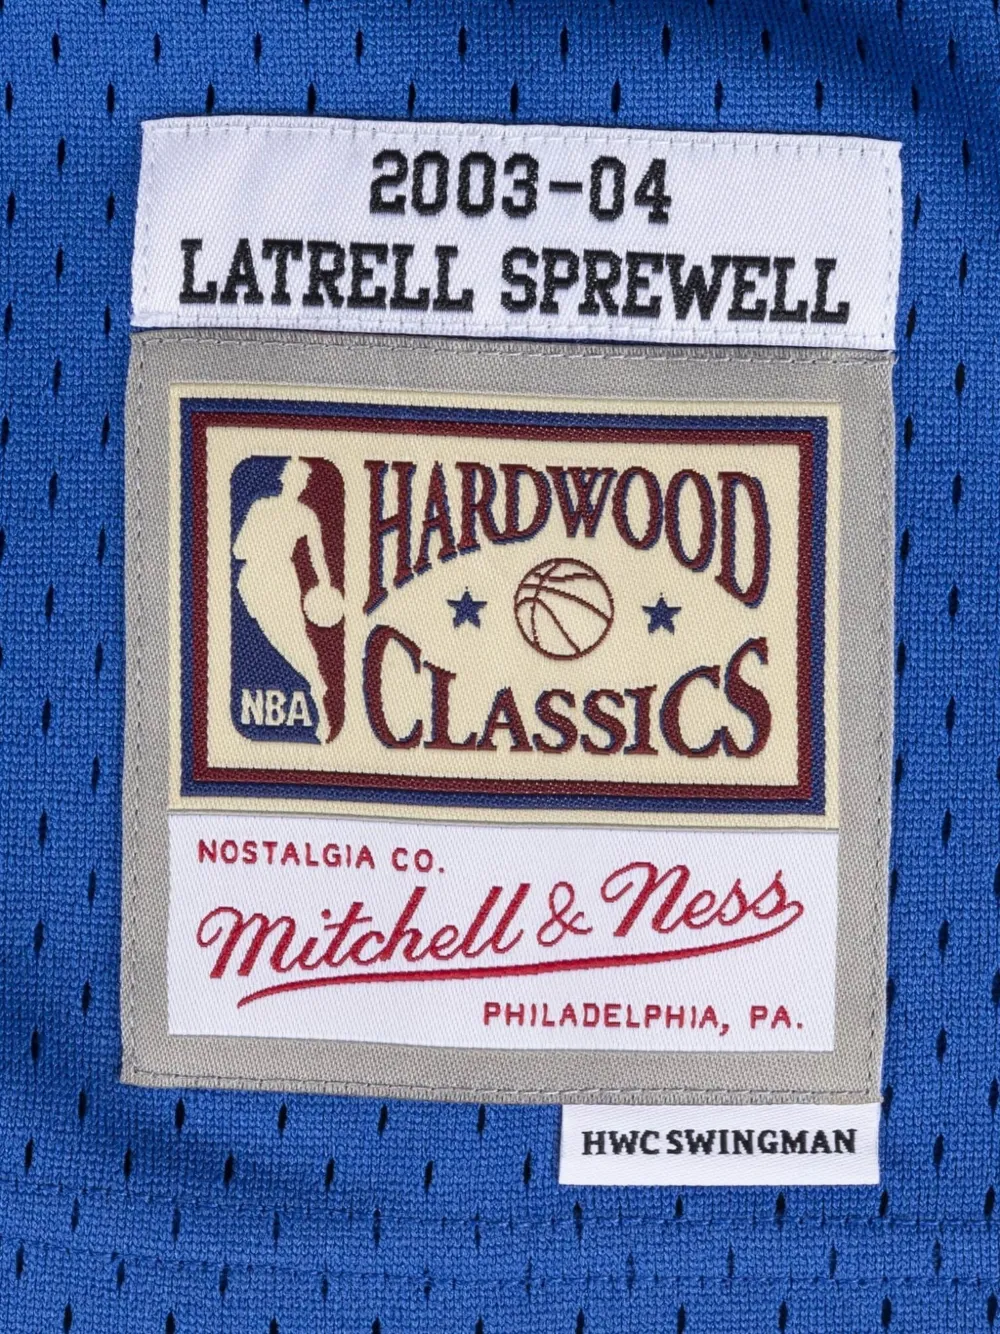 2003-04
LATRELL SPREWELL
HARDWOOD
CLASSICS
NBA
NOSTALGIA CO.
Mitchell & Ness
PHILADELPHIA, PA.
HWC SWINGMAN